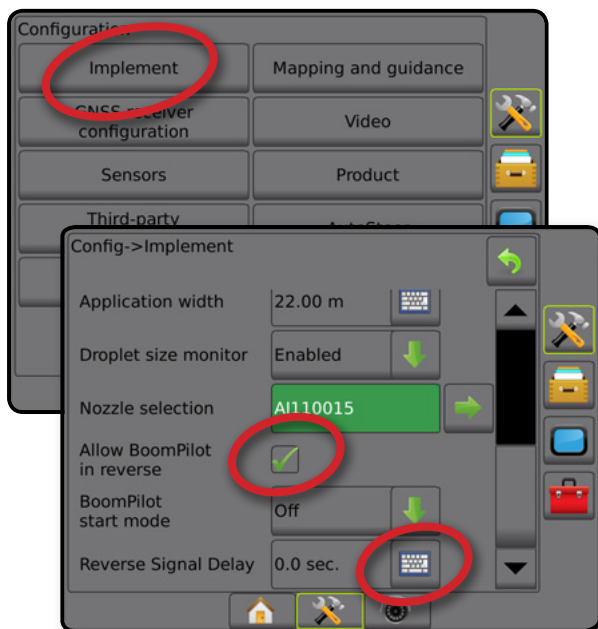 Configuration
Implement
Mapping and guidance
GNSS receiver
configuration
Video
Sensors
Product
Third-party
AutoSteer
Config->Implement
Application width
22.00 m
Droplet size monitor
Enabled
Nozzle selection
AI110015
Allow BoomPilot
in reverse
BoomPilot
start mode
Off
Reverse Signal Delay
0.0 sec.